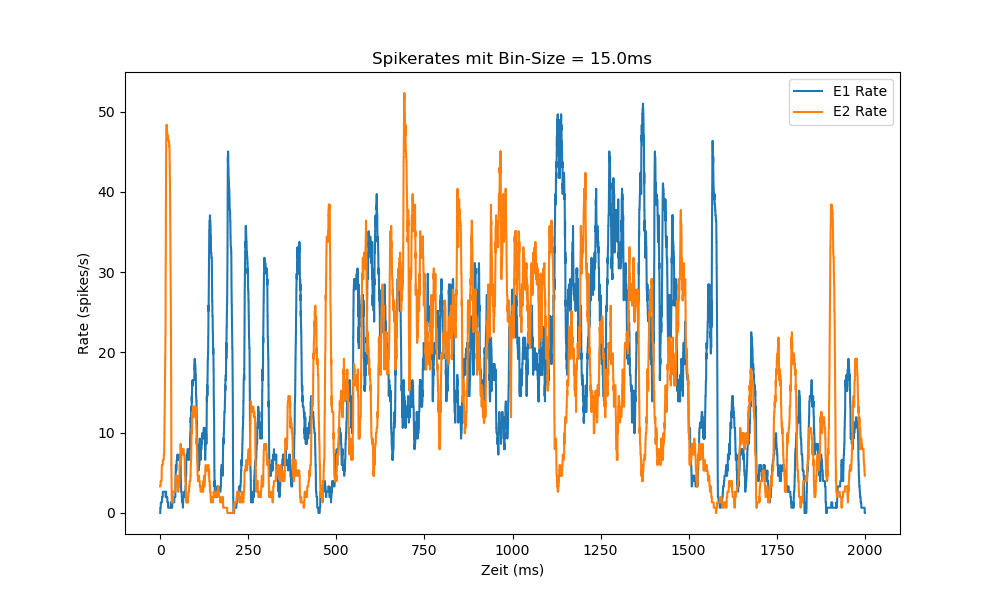 Spikerates mit Bin-Size = 15.0ms
E1 Rate
E2 Rate
50
40
30
20
10
0
Rate (spikes/s)
0 250 500 750 1000 1250 1500 1750 2000
Zeit (ms)